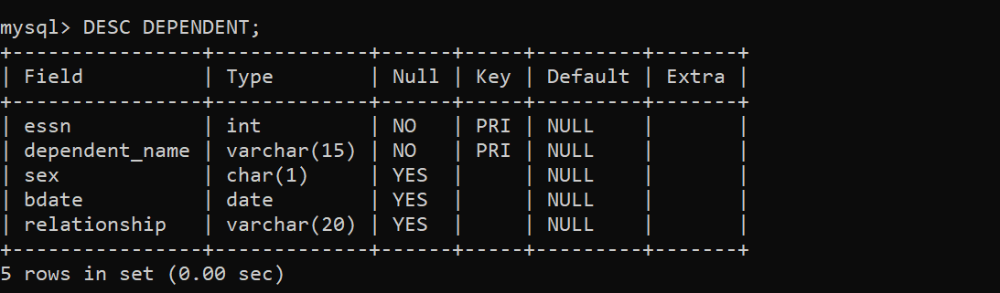 mysql> DESC DEPENDENT;
+----------------+-------------+------+-----+---------+-------+
| Field          | Type        | Null | Key | Default | Extra |
+----------------+-------------+------+-----+---------+-------+
| essn           | int         | NO   | PRI | NULL    |       |
| dependent_name | varchar(15) | NO   | PRI | NULL    |       |
| sex            | char(1)     | YES  |     | NULL    |       |
| bdate          | date        | YES  |     | NULL    |       |
| relationship   | varchar(20) | YES  |     | NULL    |       |
+----------------+-------------+------+-----+---------+-------+
5 rows in set (0.00 sec)